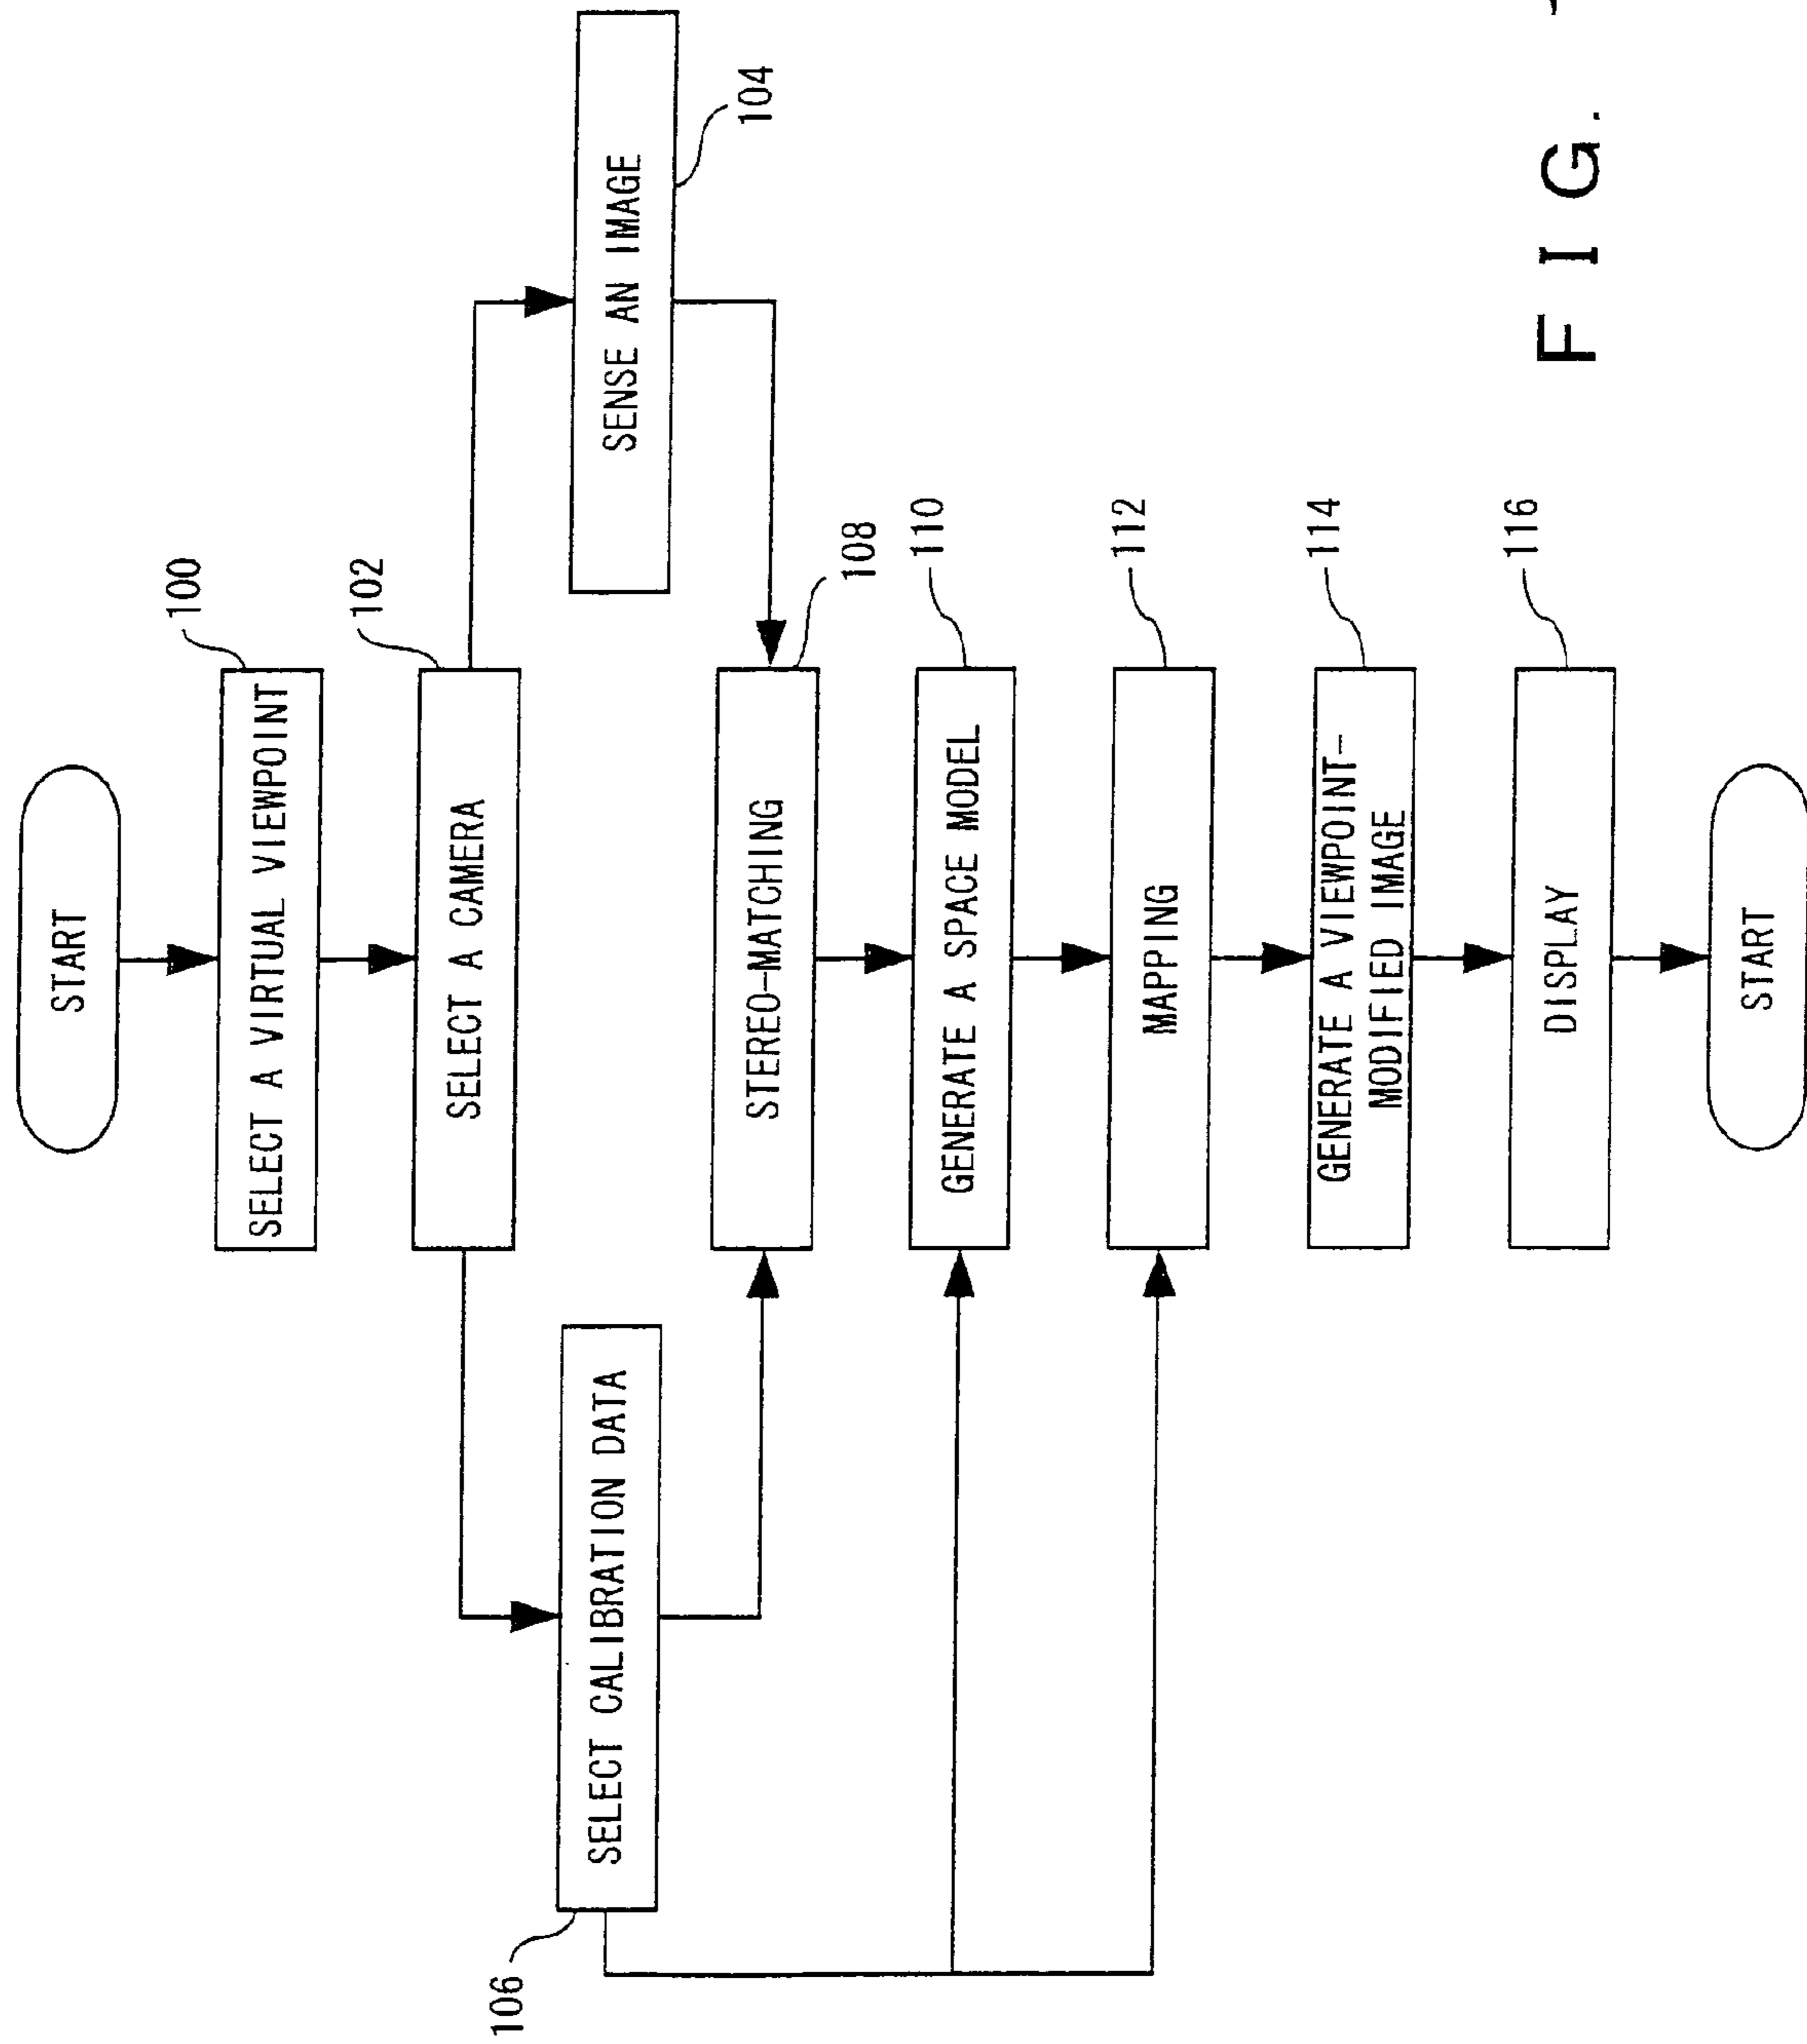 START
100
SELECT A VIRTUAL VIEWPOINT
102
SELECT A CAMERA
104
SENSE AN IMAGE
106
SELECT CALIBRATION DATA
108
STEREO-MATCHING
110
GENERATE A SPACE MODEL
112
MAPPING
114
GENERATE A VIEWPOINT-
MODIFIED IMAGE
116
DISPLAY
START
FIG.